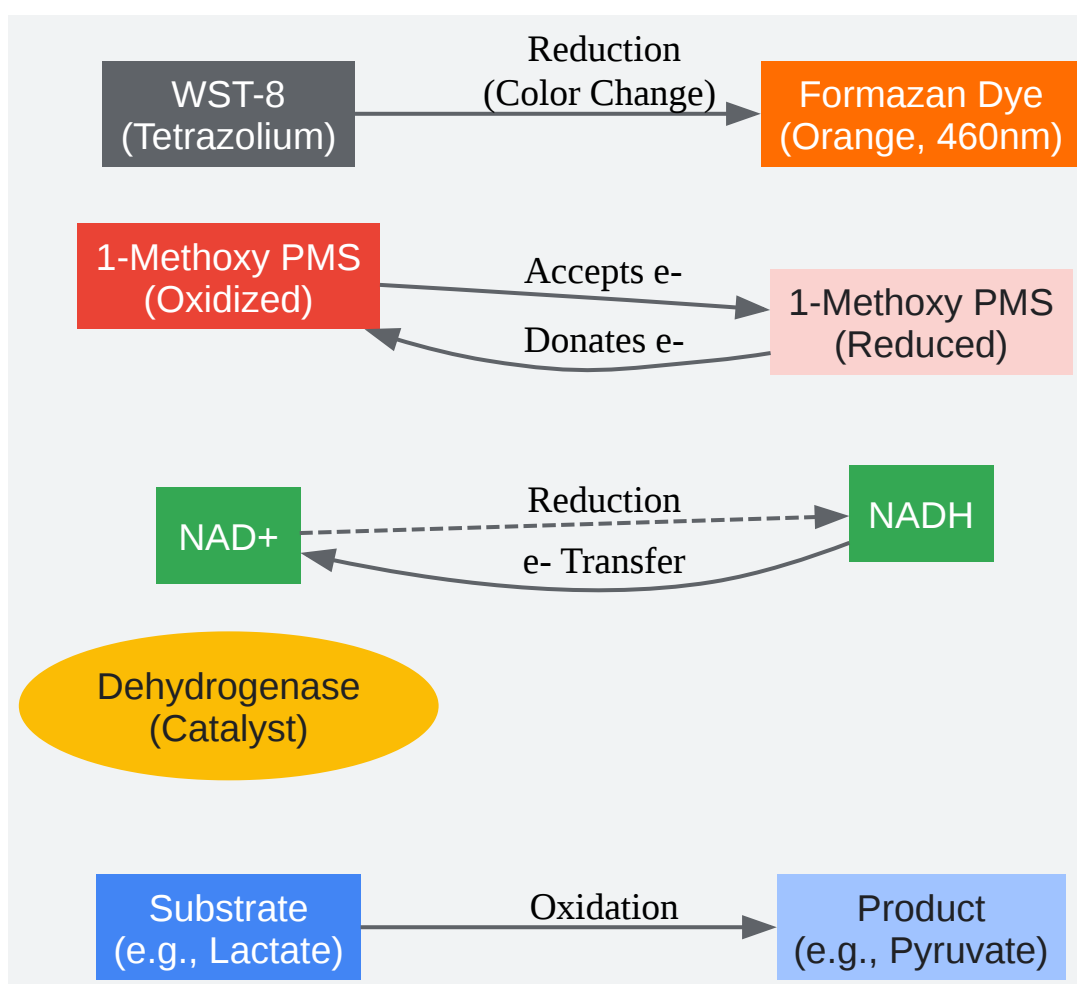 Reduction
(Color Change)
WST-8
(Tetrazolium)
Formazan Dye
(Orange, 460nm)
1-Methoxy PMS
(Oxidized)
Accepts e-
Donates e-
1-Methoxy PMS
(Reduced)
NAD+
Reduction
e- Transfer
NADH
Dehydrogenase
(Catalyst)
Substrate
(e.g., Lactate)
Oxidation
Product
(e.g., Pyruvate)